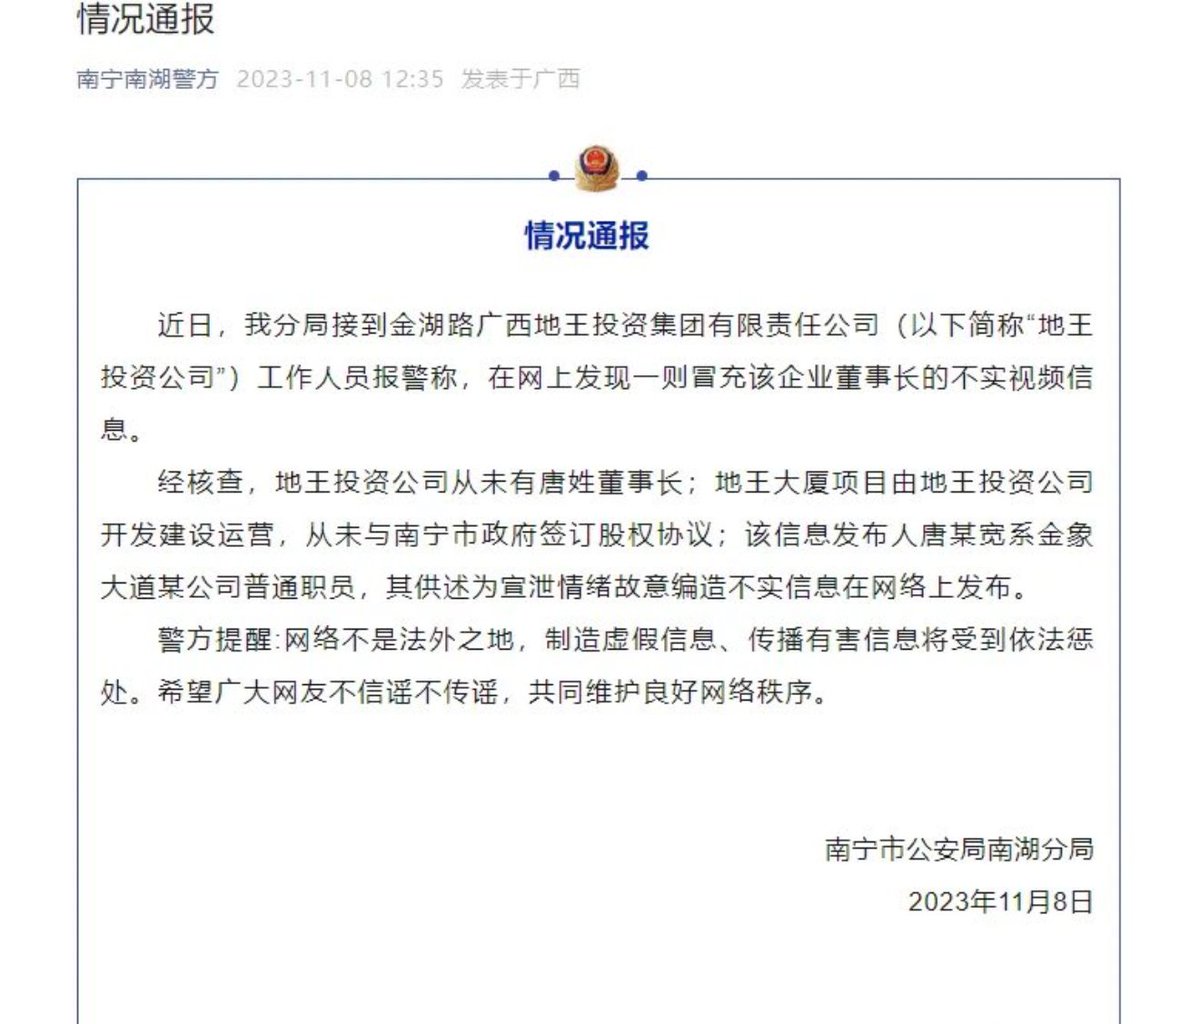 情况通报
南宁南湖警方 2023-11-08 12:35 发表于广西
情况通报
近日，我分局接到金湖路广西地王投资集团有限责任公司（以下简称“地王
投资公司”）工作人员报警称，在网上发现一则冒充该企业董事长的不实视频信
息。
经核查，地王投资公司从未有唐姓董事长；地王大厦项目由地王投资公司
开发建设运营，从未与南宁市政府签订股权协议；该信息发布人唐某宽系金象
大道某公司普通职员，其供述为宣泄情绪故意编造不实信息在网络上发布。
警方提醒:网络不是法外之地，制造虚假信息、传播有害信息将受到依法惩
处。希望广大网友不信谣不传谣，共同维护良好网络秩序。
南宁市公安局南湖分局
2023年11月8日